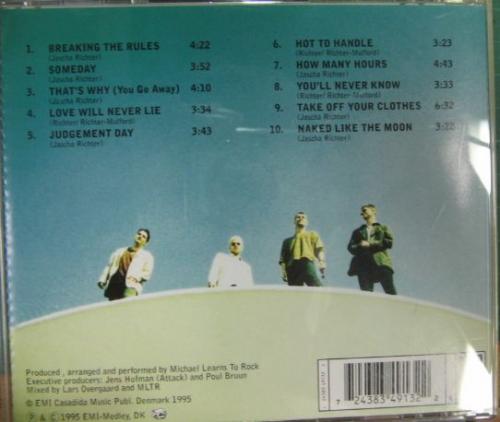 1. BREAKING THE RULES 4:22
(Jascha Richter)
2. SOMEDAY 3:52
(Jascha Richter)
3. THAT'S WHY (You Go Away) 4:10
(Jascha Richter)
4. LOVE WILL NEVER LIE 3:34
(Richter/ Richter-Mufford)
5. JUDGEMENT DAY 3:43
(Jascha Richter)
6. HOT TO HANDLE 3:23
(Richter/ Richter-Mufford)
7. HOW MANY HOURS 4:43
(Jascha Richter)
8. YOU'LL NEVER KNOW 3:33
(Richter/ Richter-Mufford)
9. TAKE OFF YOUR CLOTHES 6:32
(Jascha Richter)
10. NAKED LIKE THE MOON
(Jascha Richter)
Produced , arranged and performed by Michael Learns To Rock
Executive producers: Jens Hofman (Attack) and Poul Bruun
Mixed by Lars Overgaard and MLTR
© EMI Casadida Music Publ. Denmark 1995
P & C 1995 EMI-Medley, DK
7 24383 49132 2